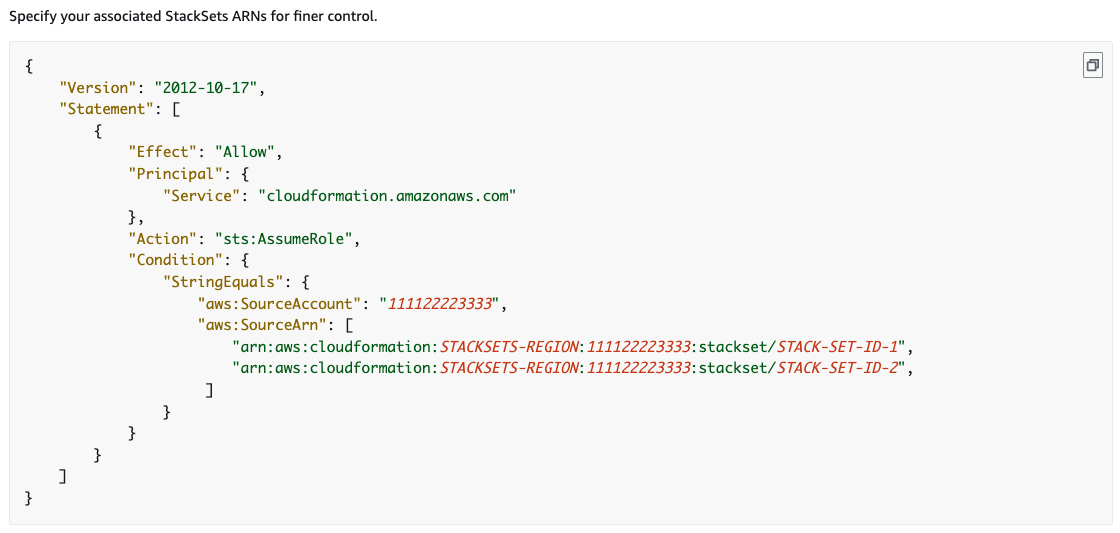 Specify your associated StackSets ARNs for finer control.
{
    "Version": "2012-10-17",
    "Statement": [
        {
            "Effect": "Allow",
            "Principal": {
                "Service": "cloudformation.amazonaws.com"
            },
            "Action": "sts:AssumeRole",
            "Condition": {
                "StringEquals": {
                    "aws:SourceAccount": "111122223333",
                    "aws:SourceArn": [
                        "arn:aws:cloudformation:STACKSETS-REGION:111122223333:stackset/STACK-SET-ID-1",
                        "arn:aws:cloudformation:STACKSETS-REGION:111122223333:stackset/STACK-SET-ID-2",
                     ]
                }
            }
        }
    ]
}